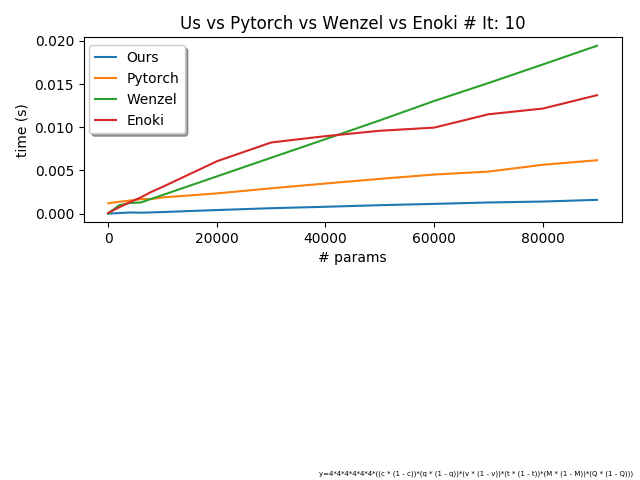 Us vs Pytorch vs Wenzel vs Enoki # It: 10
0.020
0.015
0.010
0.005
0.000
time (s)
Ours
Pytorch
Wenzel
Enoki
0 20000 40000 60000 80000
# params
y=4*4*4*4*4*4*((c * (1 - c))*(q * (1 - q))*(v * (1 - v))*(t * (1 - t))*(M * (1 - M))*(Q * (1 - Q)))